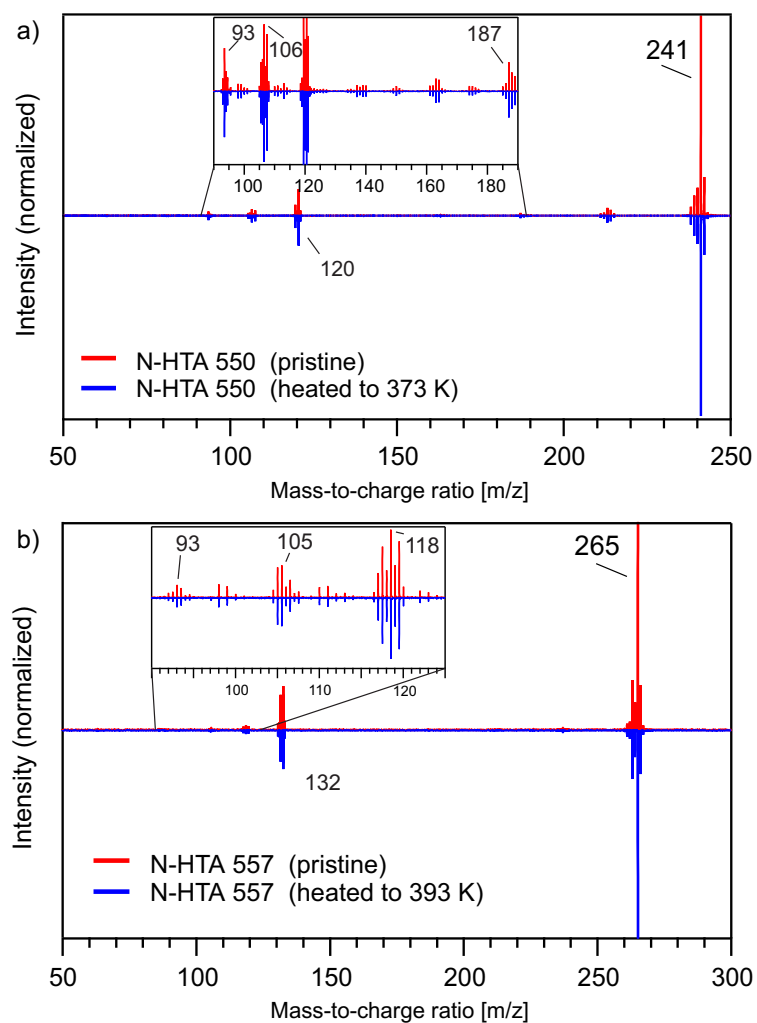 a)
Intensity (normalized)
93
106
187
100 120 140 160 180
241
120
N-HTA 550 (pristine)
N-HTA 550 (heated to 373 K)
50 100 150 200 250
Mass-to-charge ratio [m/z]
b)
Intensity (normalized)
93
105
118
100 110 120
265
132
N-HTA 557 (pristine)
N-HTA 557 (heated to 393 K)
50 100 150 200 250 300
Mass-to-charge ratio [m/z]